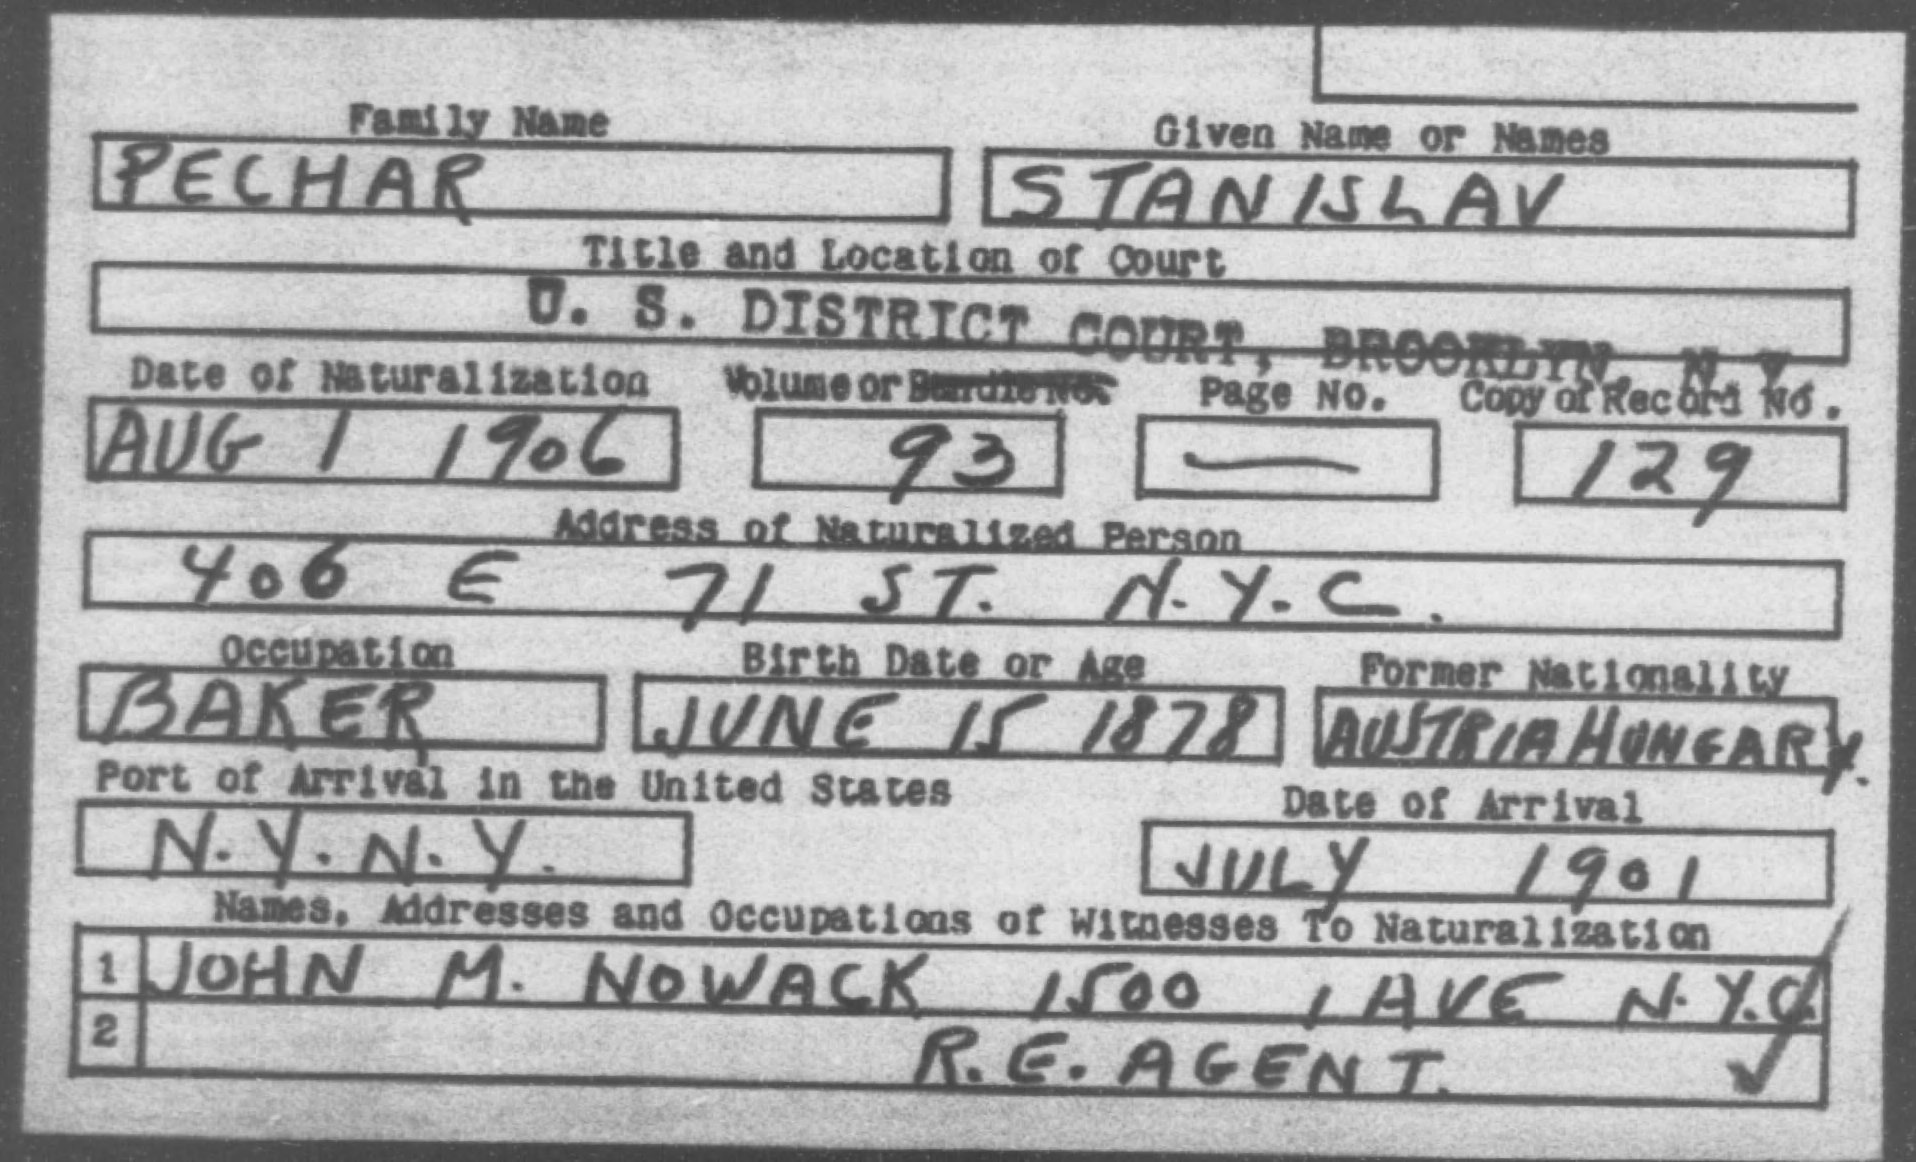 Family Name Given Name or Names
PECHAR STANISLAV
Title and Location of Court
U. S. DISTRICT COURT, BROOKLYN, N Y
Date of Naturalization Volume or Bundle No. Page No. Copy of Record No.
AUG 1 1906 93 — 129
Address of Naturalized Person
406 E 71 ST. N.Y.C.
Occupation Birth Date or Age Former Nationality
BAKER JUNE 15 1878 AUSTRIA HUNGARY.
Port of Arrival in the United States Date of Arrival
N.Y. N.Y. JULY 1901
Names, Addresses and Occupations of Witnesses To Naturalization
1 JOHN M. NOWACK 1500 1 AVE N.Y.C.
2 R.E. AGENT. ✓